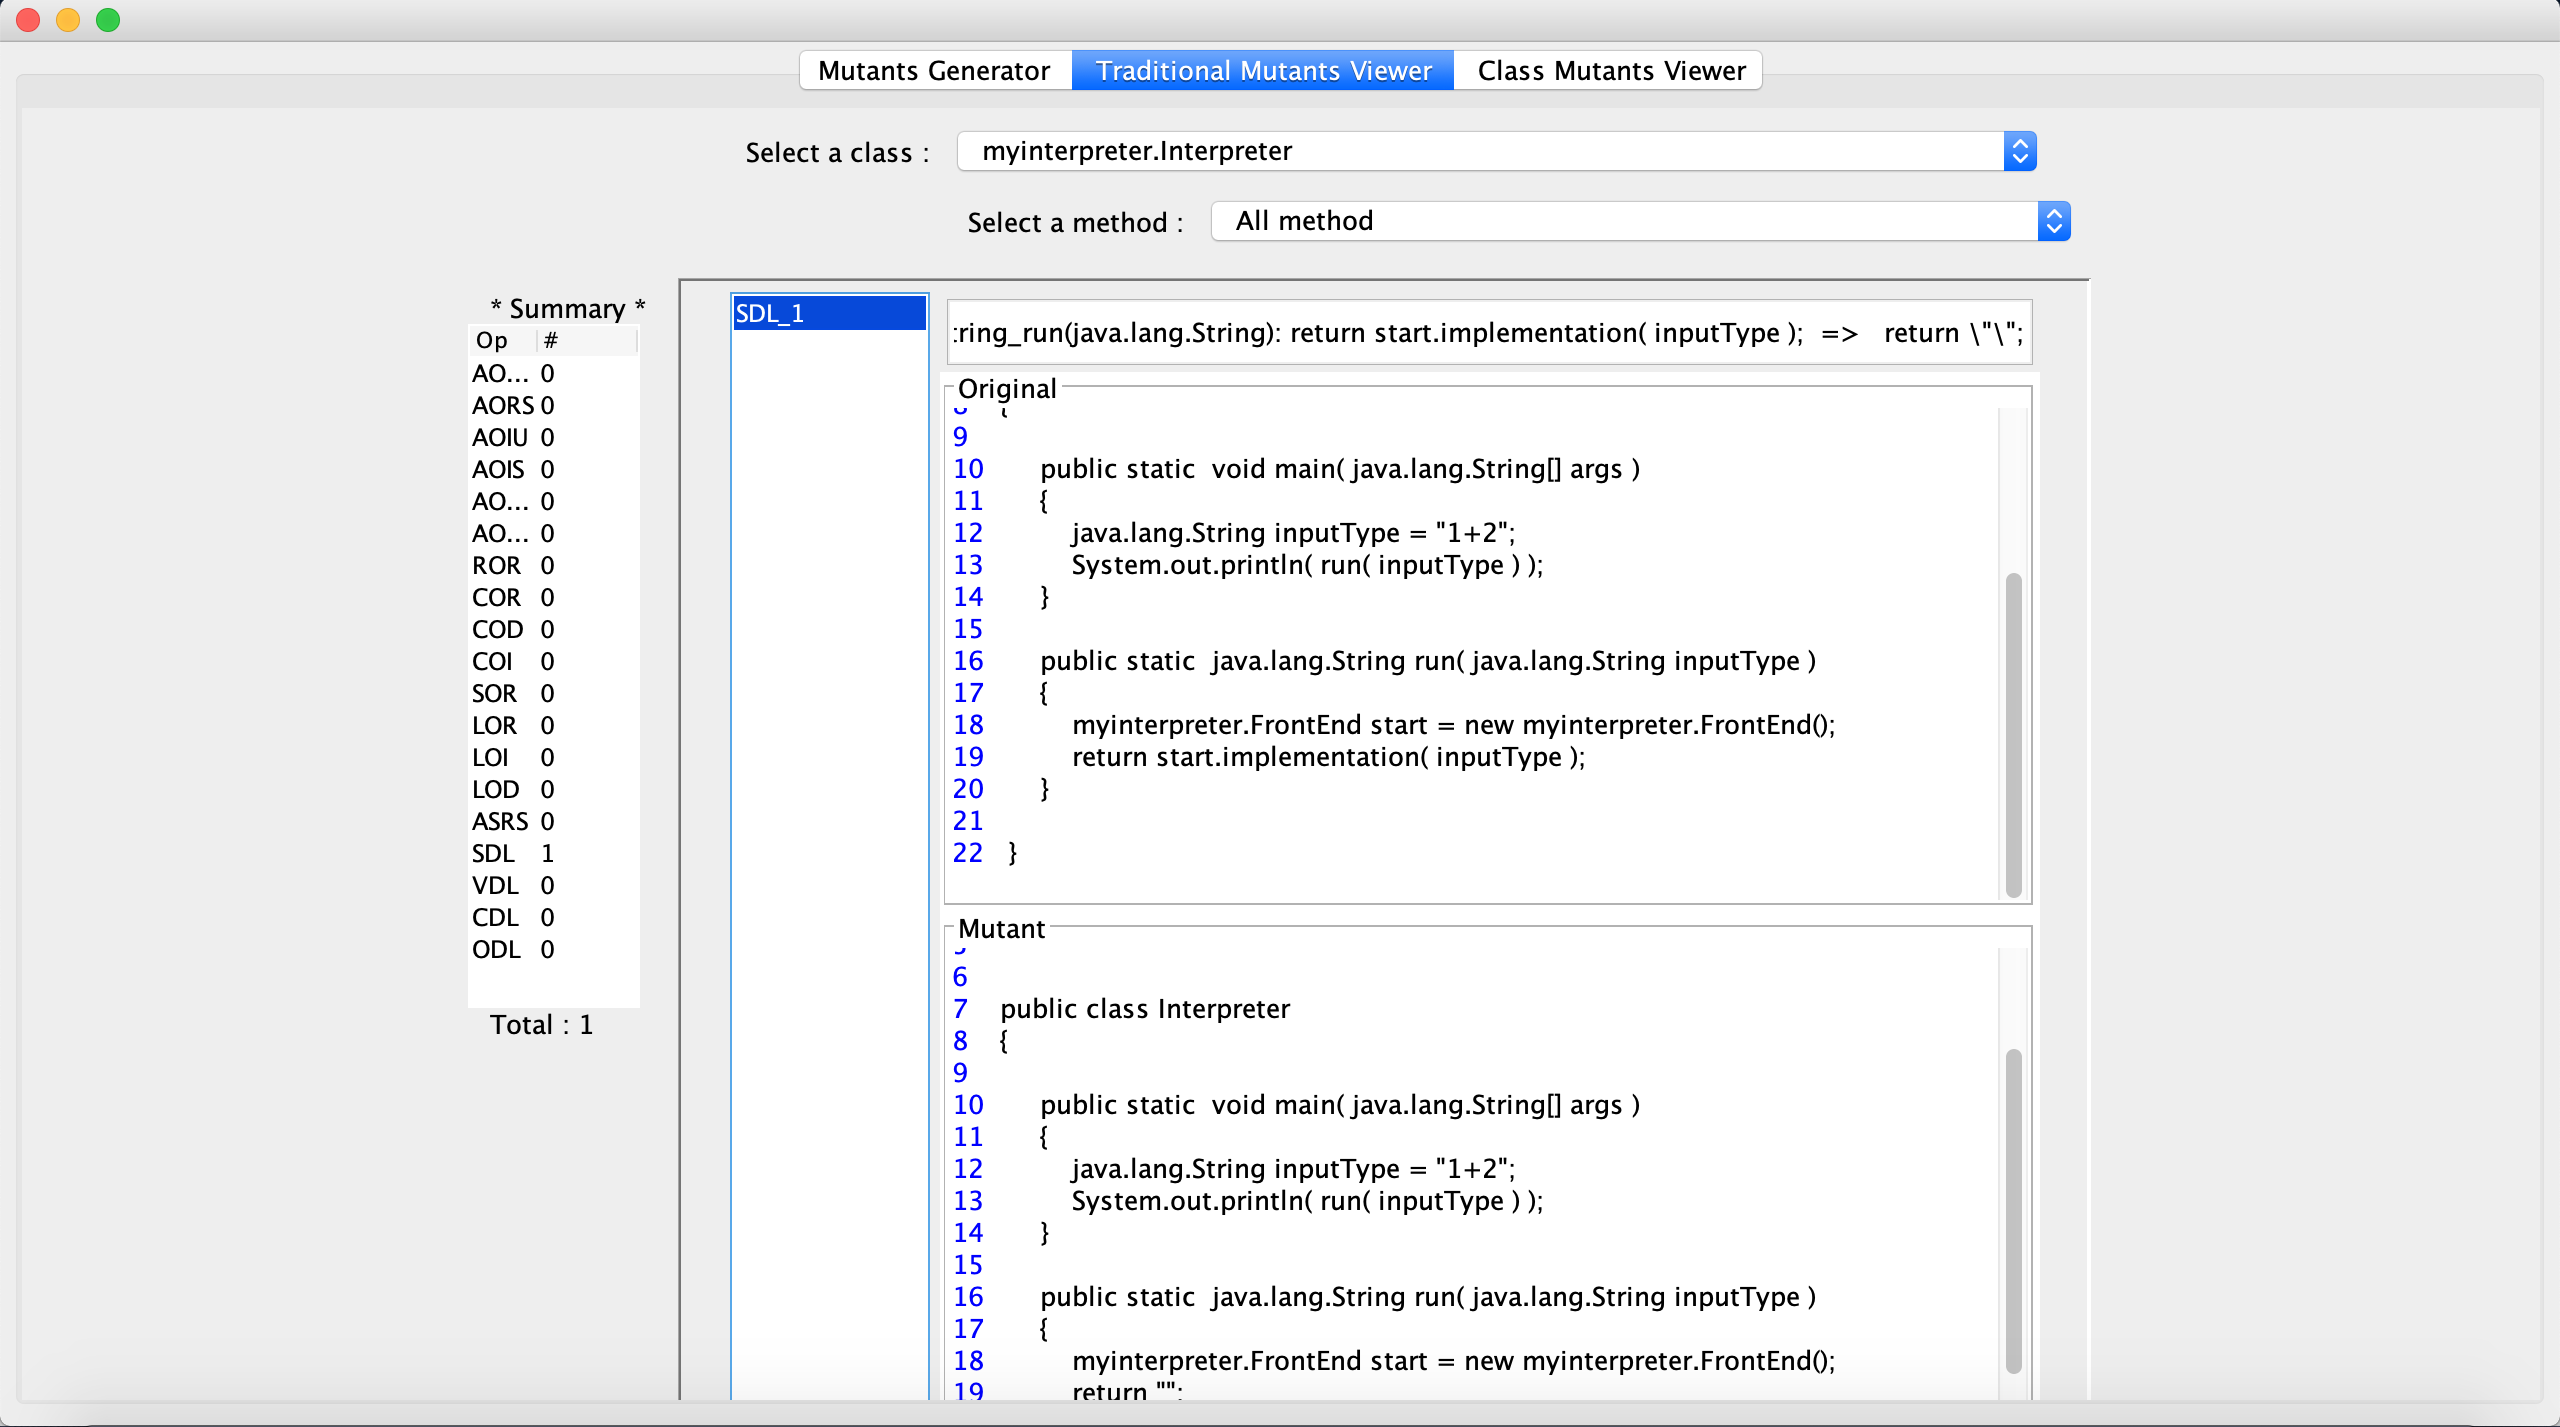 Mutants Generator Traditional Mutants Viewer Class Mutants Viewer
Select a class : myinterpreter.Interpreter
Select a method : All method
* Summary *
Op #
AO... 0
AORS 0
AOIU 0
AOIS 0
AO... 0
AO... 0
ROR 0
COR 0
COD 0
COI 0
SOR 0
LOR 0
LOI 0
LOD 0
ASRS 0
SDL 1
VDL 0
CDL 0
ODL 0
Total : 1
SDL_1
tring_run(java.lang.String): return start.implementation( inputType ); => return \"\";
Original
8 {
9
10 public static void main( java.lang.String[] args )
11 {
12 java.lang.String inputType = "1+2";
13 System.out.println( run( inputType ) );
14 }
15
16 public static java.lang.String run( java.lang.String inputType )
17 {
18 myinterpreter.FrontEnd start = new myinterpreter.FrontEnd();
19 return start.implementation( inputType );
20 }
21
22 }
Mutant
5
6
7 public class Interpreter
8 {
9
10 public static void main( java.lang.String[] args )
11 {
12 java.lang.String inputType = "1+2";
13 System.out.println( run( inputType ) );
14 }
15
16 public static java.lang.String run( java.lang.String inputType )
17 {
18 myinterpreter.FrontEnd start = new myinterpreter.FrontEnd();
19 return "";